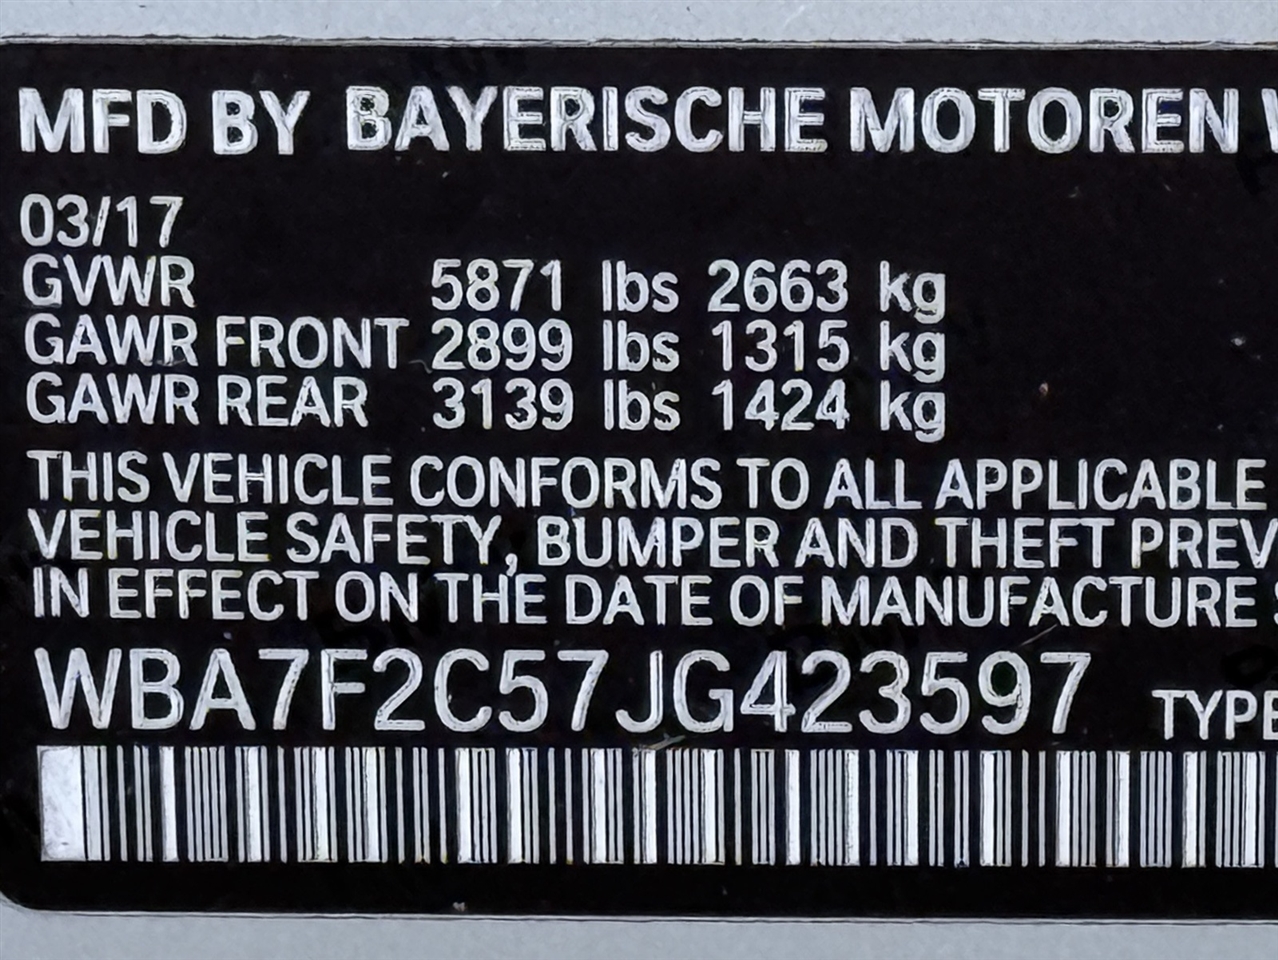 MFD BY BAYERISCHE MOTOREN
03/17
GVWR 5871 lbs 2663 kg
GAWR FRONT 2899 lbs 1315 kg
GAWR REAR 3139 lbs 1424 kg
THIS VEHICLE CONFORMS TO ALL APPLICABLE
VEHICLE SAFETY, BUMPER AND THEFT PREV
IN EFFECT ON THE DATE OF MANUFACTURE
WBA7F2C57JG423597 TYPE